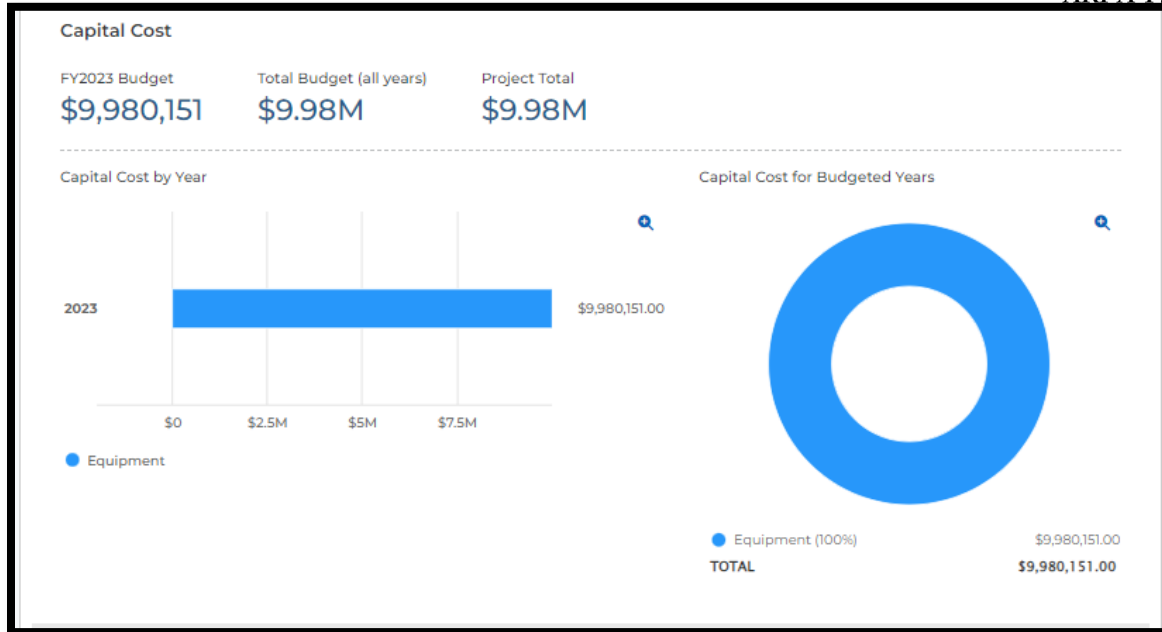 Capital Cost
FY2023 Budget Total Budget (all years) Project Total
$9,980,151 $9.98M $9.98M
Capital Cost by Year
2023 $9,980,151.00
$0 $2.5M $5M $7.5M
Equipment
Capital Cost for Budgeted Years
Equipment (100%) $9,980,151.00
TOTAL $9,980,151.00